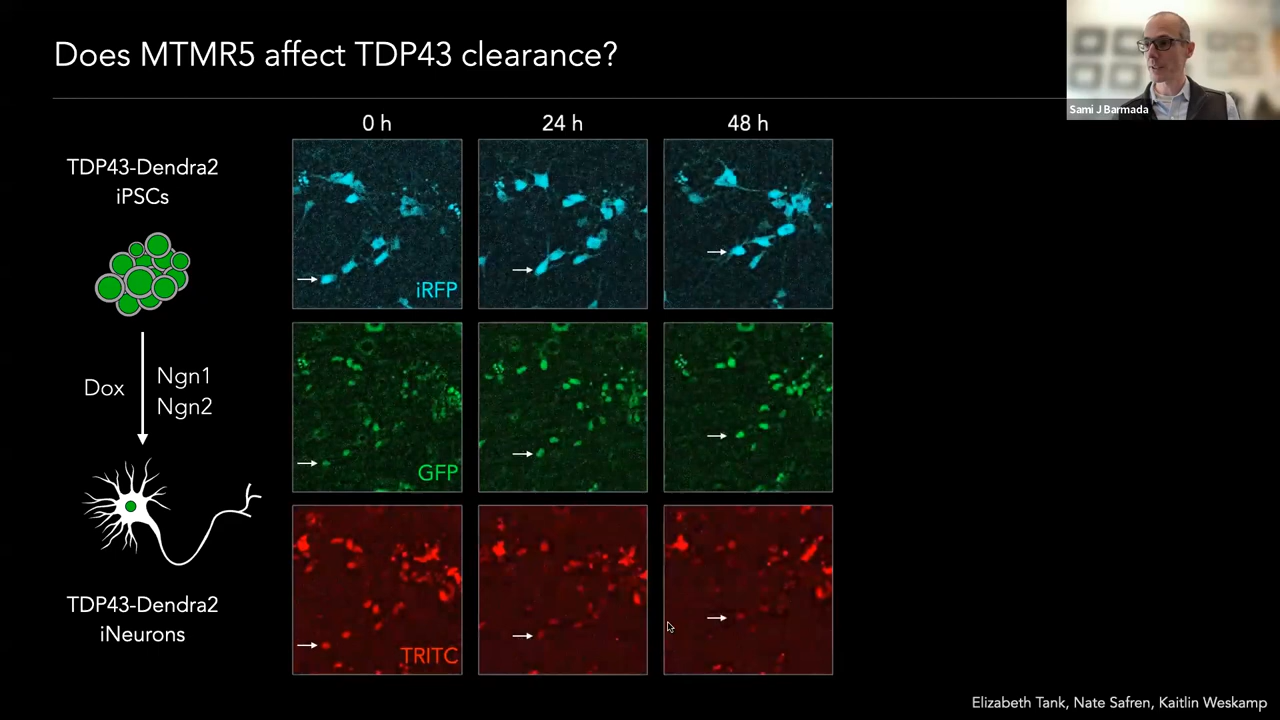 Does MTMR5 affect TDP43 clearance?
Sami J Barmada
0 h
24 h
48 h
TDP43-Dendra2
iPSCs
iRFP
Dox
Ngn1
Ngn2
GFP
TDP43-Dendra2
iNeurons
TRITC
Elizabeth Tank, Nate Safren, Kaitlin Weskamp